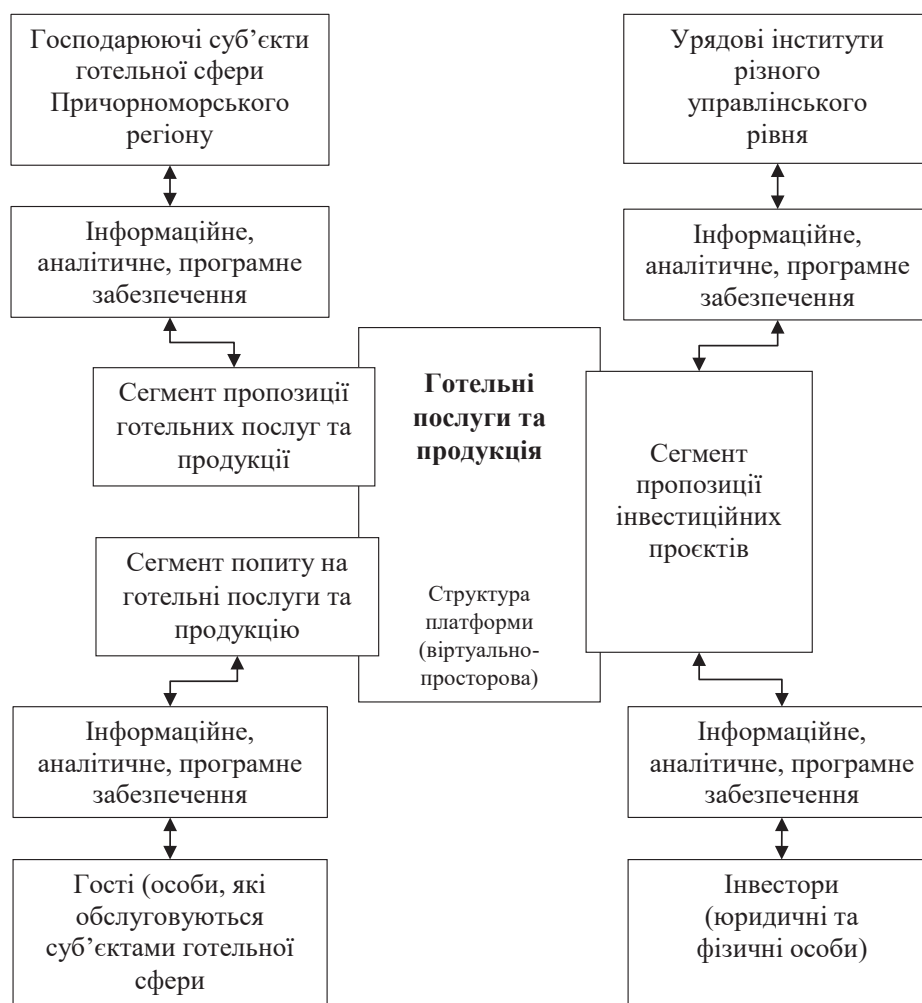 Господарюючі суб’єкти
готельної сфери
Причорноморського
регіону
Урядові інститути
різного
управлінського
рівня
Інформаційне,
аналітичне, програмне
забезпечення
Інформаційне,
аналітичне, програмне
забезпечення
Готельні
послуги та
продукція
Сегмент пропозиції
готельних послуг та
продукції
Сегмент
пропозиції
інвестиційних
проєктів
Сегмент попиту на
готельні послуги та
продукцію
Структура
платформи
(віртуально-
просторова)
Інформаційне,
аналітичне, програмне
забезпечення
Інформаційне,
аналітичне, програмне
забезпечення
Гості (особи, які
обслуговуються
суб’єктами готельної
сфери
Інвестори
(юридичні та
фізичні особи)